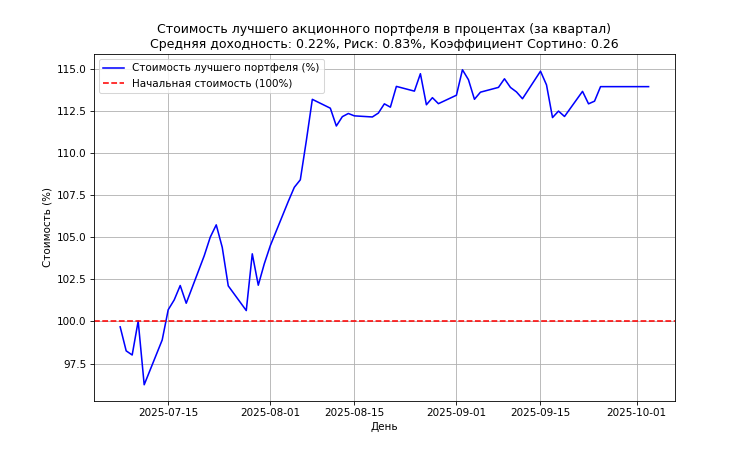 Стоимость лучшего акционного портфеля в процентах (за квартал)
Средняя доходность: 0.22%, Риск: 0.83%, Коэффициент Сортино: 0.26
Стоимость лучшего портфеля (%)
Начальная стоимость (100%)
Стоимость (%)
115.0
112.5
110.0
107.5
105.0
102.5
100.0
97.5
2025-07-15
2025-08-01
2025-08-15
2025-09-01
2025-09-15
2025-10-01
День